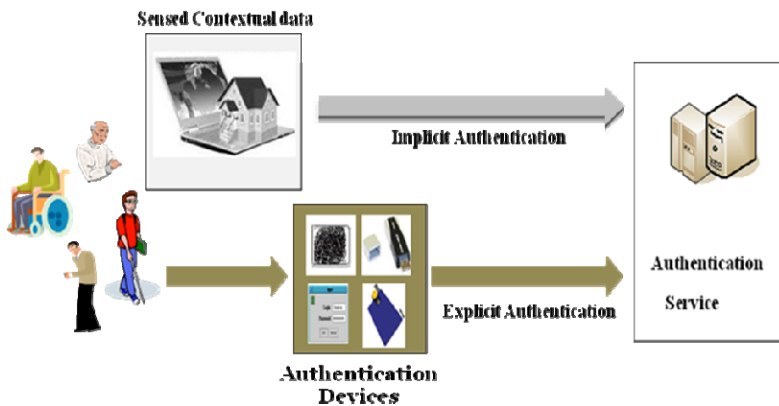 Sensed Contextual data
Implicit Authentication
Authentication
Service
Explicit Authentication
Authentication
Devices